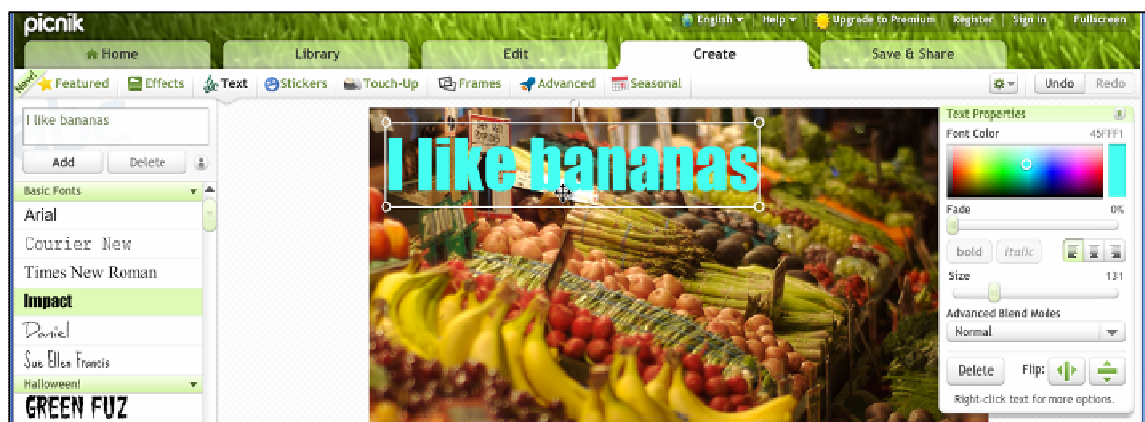 picnik
English Help Upgrade to Premium Register Sign in Fullscreen
Home Library Edit Create Save & Share
New! Featured Effects Text Stickers Touch-Up Frames Advanced Seasonal Undo Redo
I like bananas
Add Delete
Basic Fonts
Arial
Courier New
Times New Roman
Impact
Daniel
Sue Ellen Francis
Halloween!
GREEN FUZ
I like bananas
Text Properties
Font Color 45FFF1
Fade 0%
bold italic
Size 131
Advanced Blend Modes
Normal
Delete Flip:
Right-click text for more options.